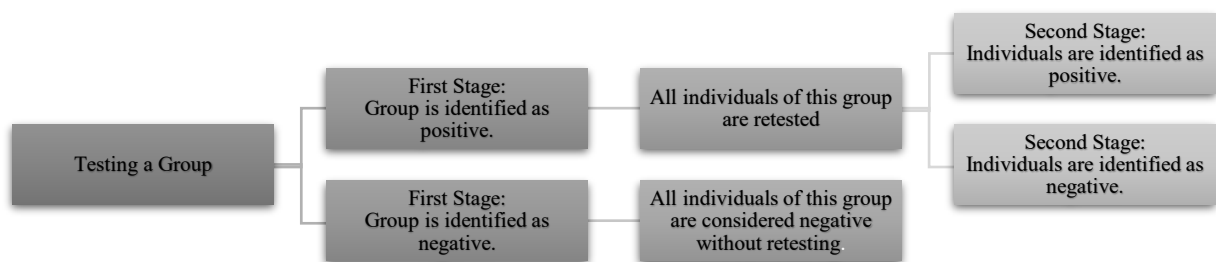 Testing a Group
First Stage:
Group is identified as
positive.
All individuals of this group
are retested
Second Stage:
Individuals are identified as
positive.
Second Stage:
Individuals are identified as
negative.
First Stage:
Group is identified as
negative.
All individuals of this group
are considered negative
without retesting.